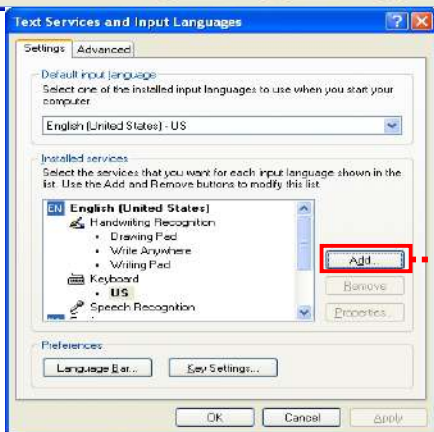 Text Services and Input Languages
Settings Advanced
Default input language
Select one of the installed input languages to use when you start your
computer.
English (United States) - US
Installed services
Select the services that you want for each input language shown in the
list. Use the Add and Remove buttons to modify this list.
EN English (United States)
Handwriting Recognition
• Drawing Pad
• Write Anywhere
• Writing Pad
Keyboard
• US
Speech Recognition
Add...
Remove
Properties...
Preferences
Language Bar... Key Settings...
OK Cancel Apply